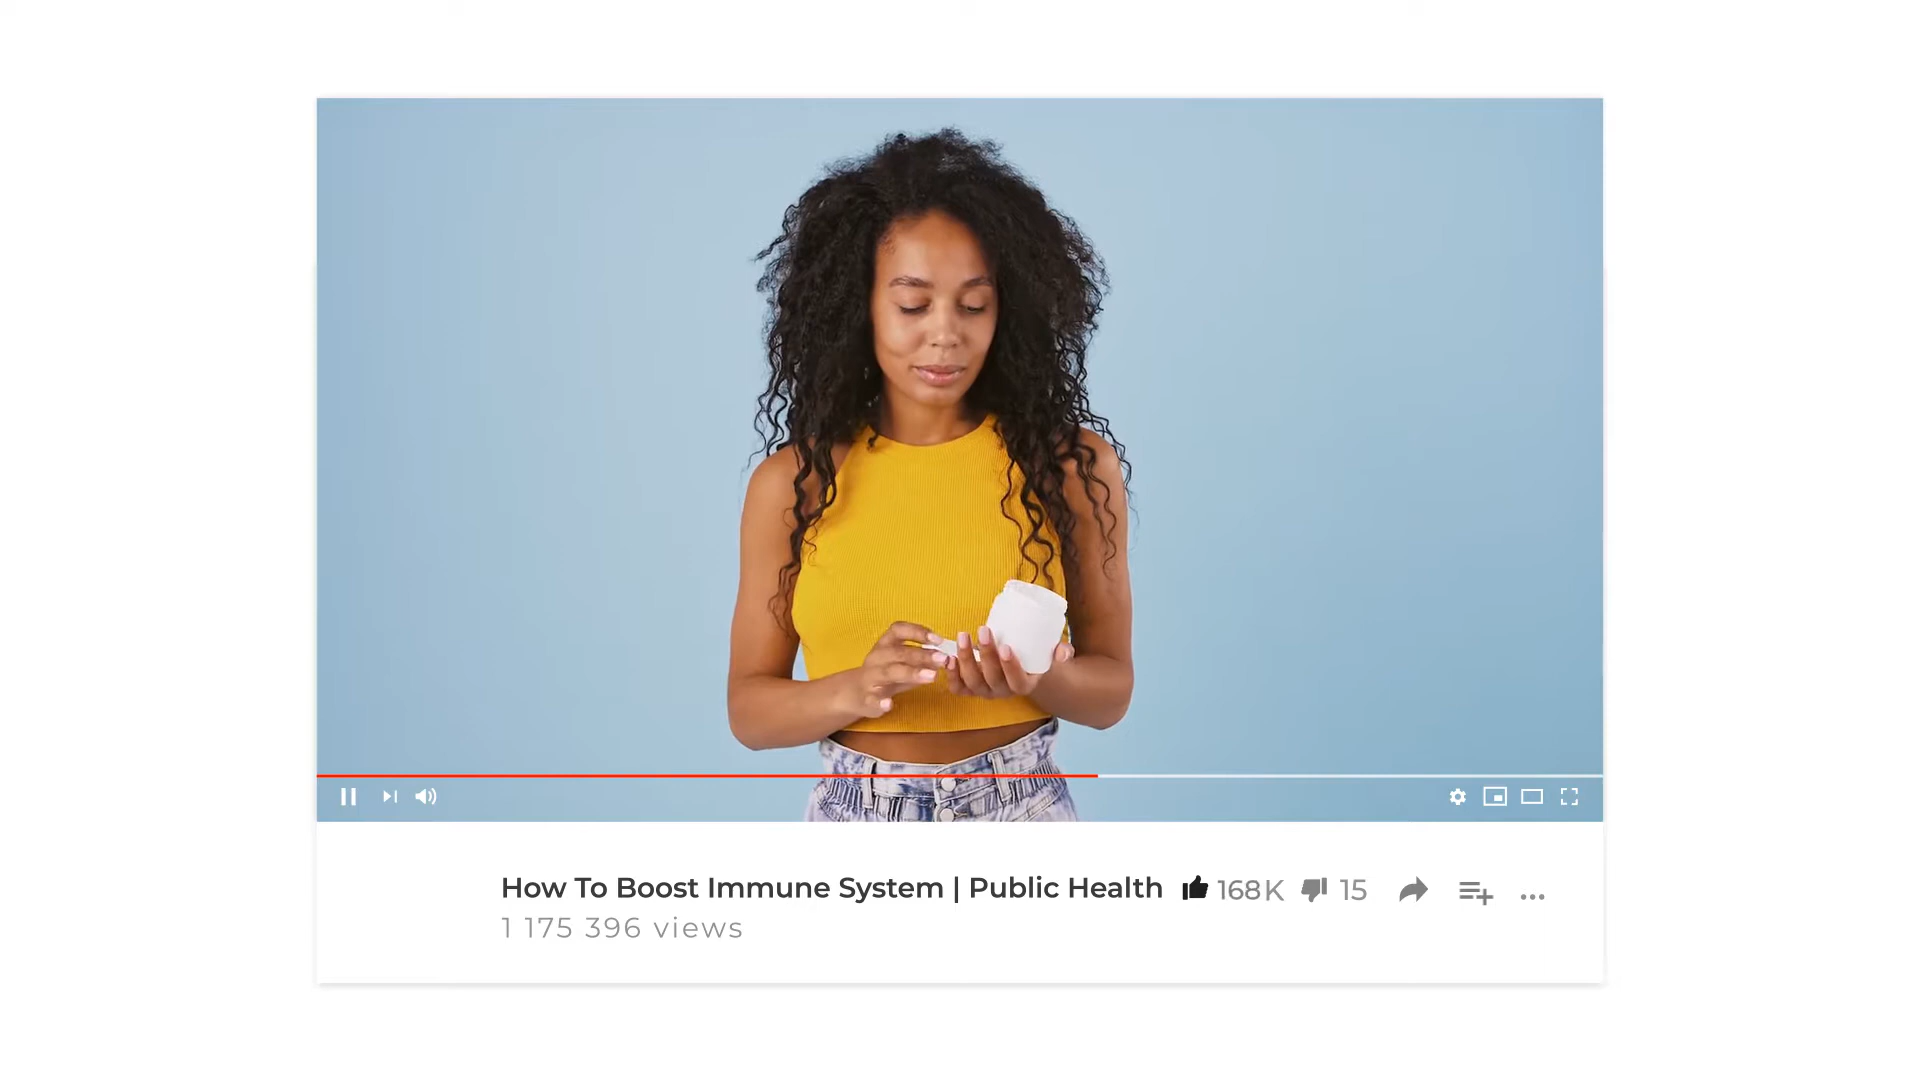 How To Boost Immune System | Public Health 168K 15
1 175 396 views